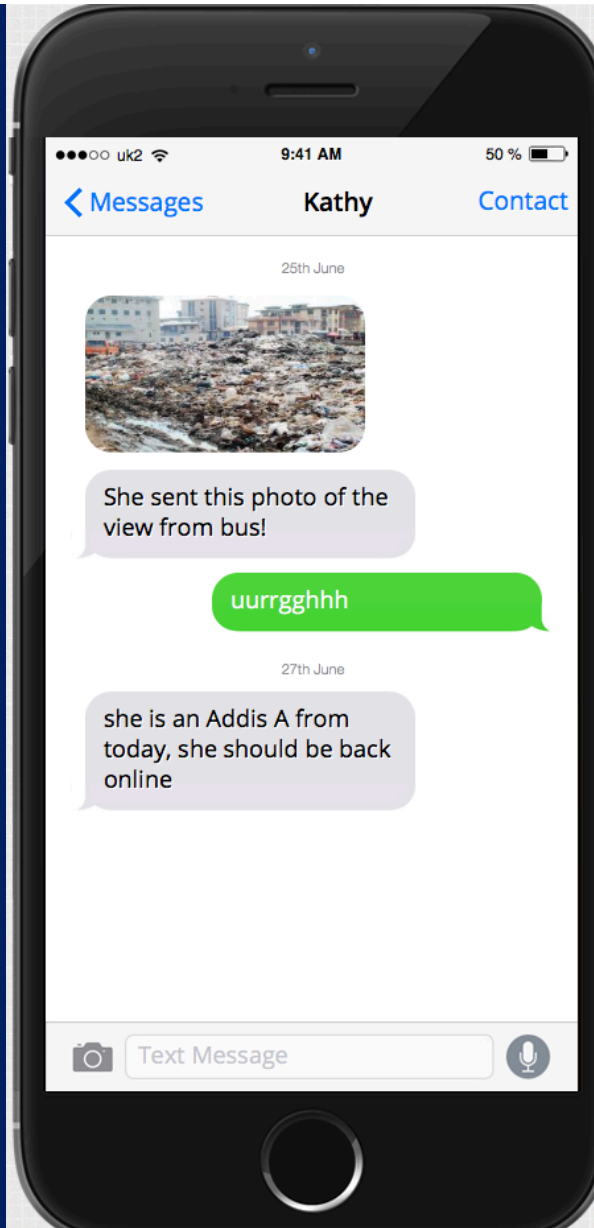 uk2 9:41 AM 50 %
Messages Kathy Contact
25th June
She sent this photo of the
view from bus!
uurrgghhh
27th June
she is an Addis A from
today, she should be back
online
Text Message